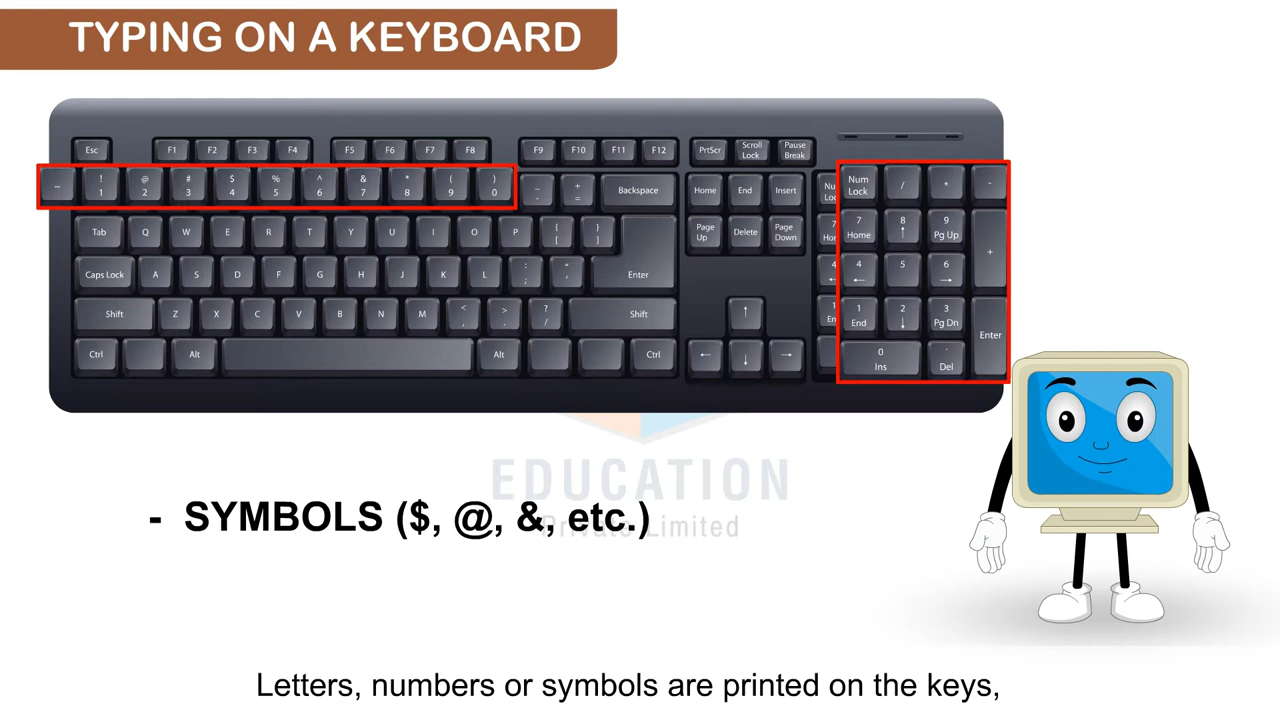 TYPING ON A KEYBOARD
Esc F1 F2 F3 F4 F5 F6 F7 F8 F9 F10 F11 F12 PrtScr Scroll Lock Pause Break
~ ! 1 @ 2 # 3 $ 4 % 5 ^ 6 & 7 * 8 ( 9 ) 0 _ - + = Backspace Home End Insert Num Lock / * -
Tab Q W E R T Y U I O P { [ } ] Page Up Delete Page Down 7 Home 8 ↑ 9 Pg Up +
Caps Lock A S D F G H J K L : ; " ' Enter 4 ← 5 6 →
Shift Z X C V B N M < , > . ? / Shift ↑ 1 End 2 ↓ 3 Pg Dn Enter
Ctrl Alt Alt Ctrl ← ↓ → 0 Ins . Del
EDUCATION
- SYMBOLS ($, @, &, etc.)
Private Limited
Letters, numbers or symbols are printed on the keys,